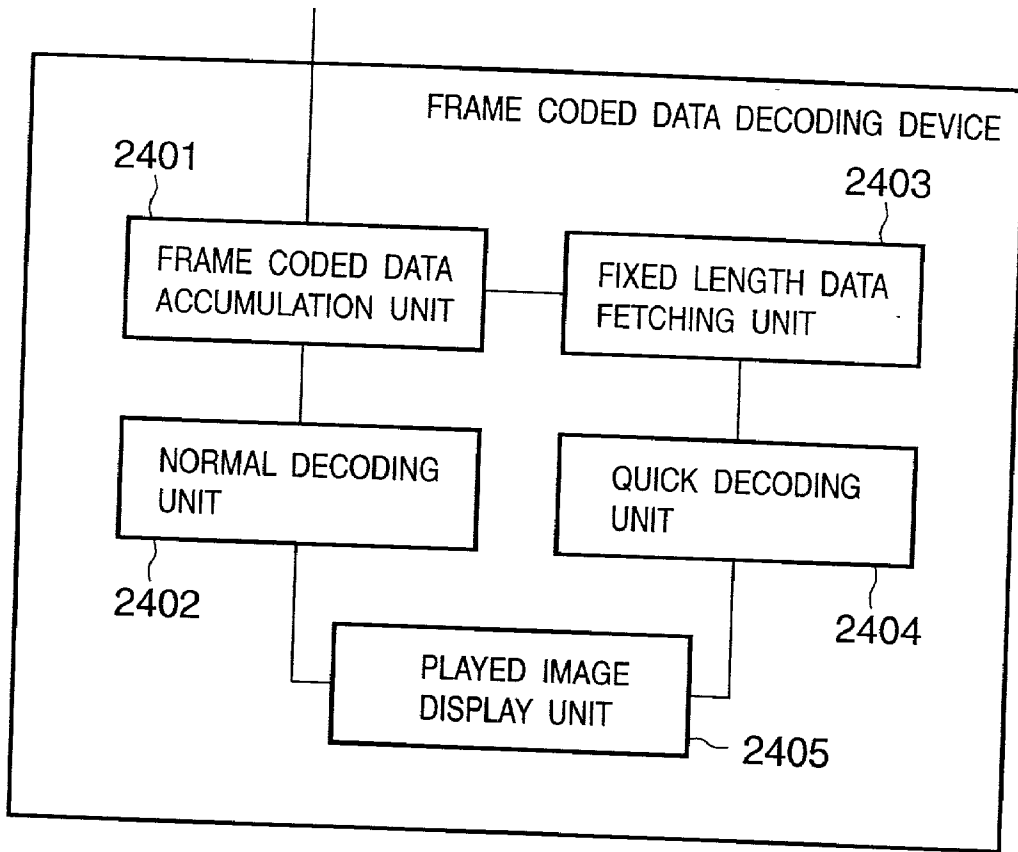 FRAME CODED DATA DECODING DEVICE
2401
2403
FRAME CODED DATA
ACCUMULATION UNIT
FIXED LENGTH DATA
FETCHING UNIT
NORMAL DECODING
UNIT
QUICK DECODING
UNIT
2402
2404
PLAYED IMAGE
DISPLAY UNIT
2405